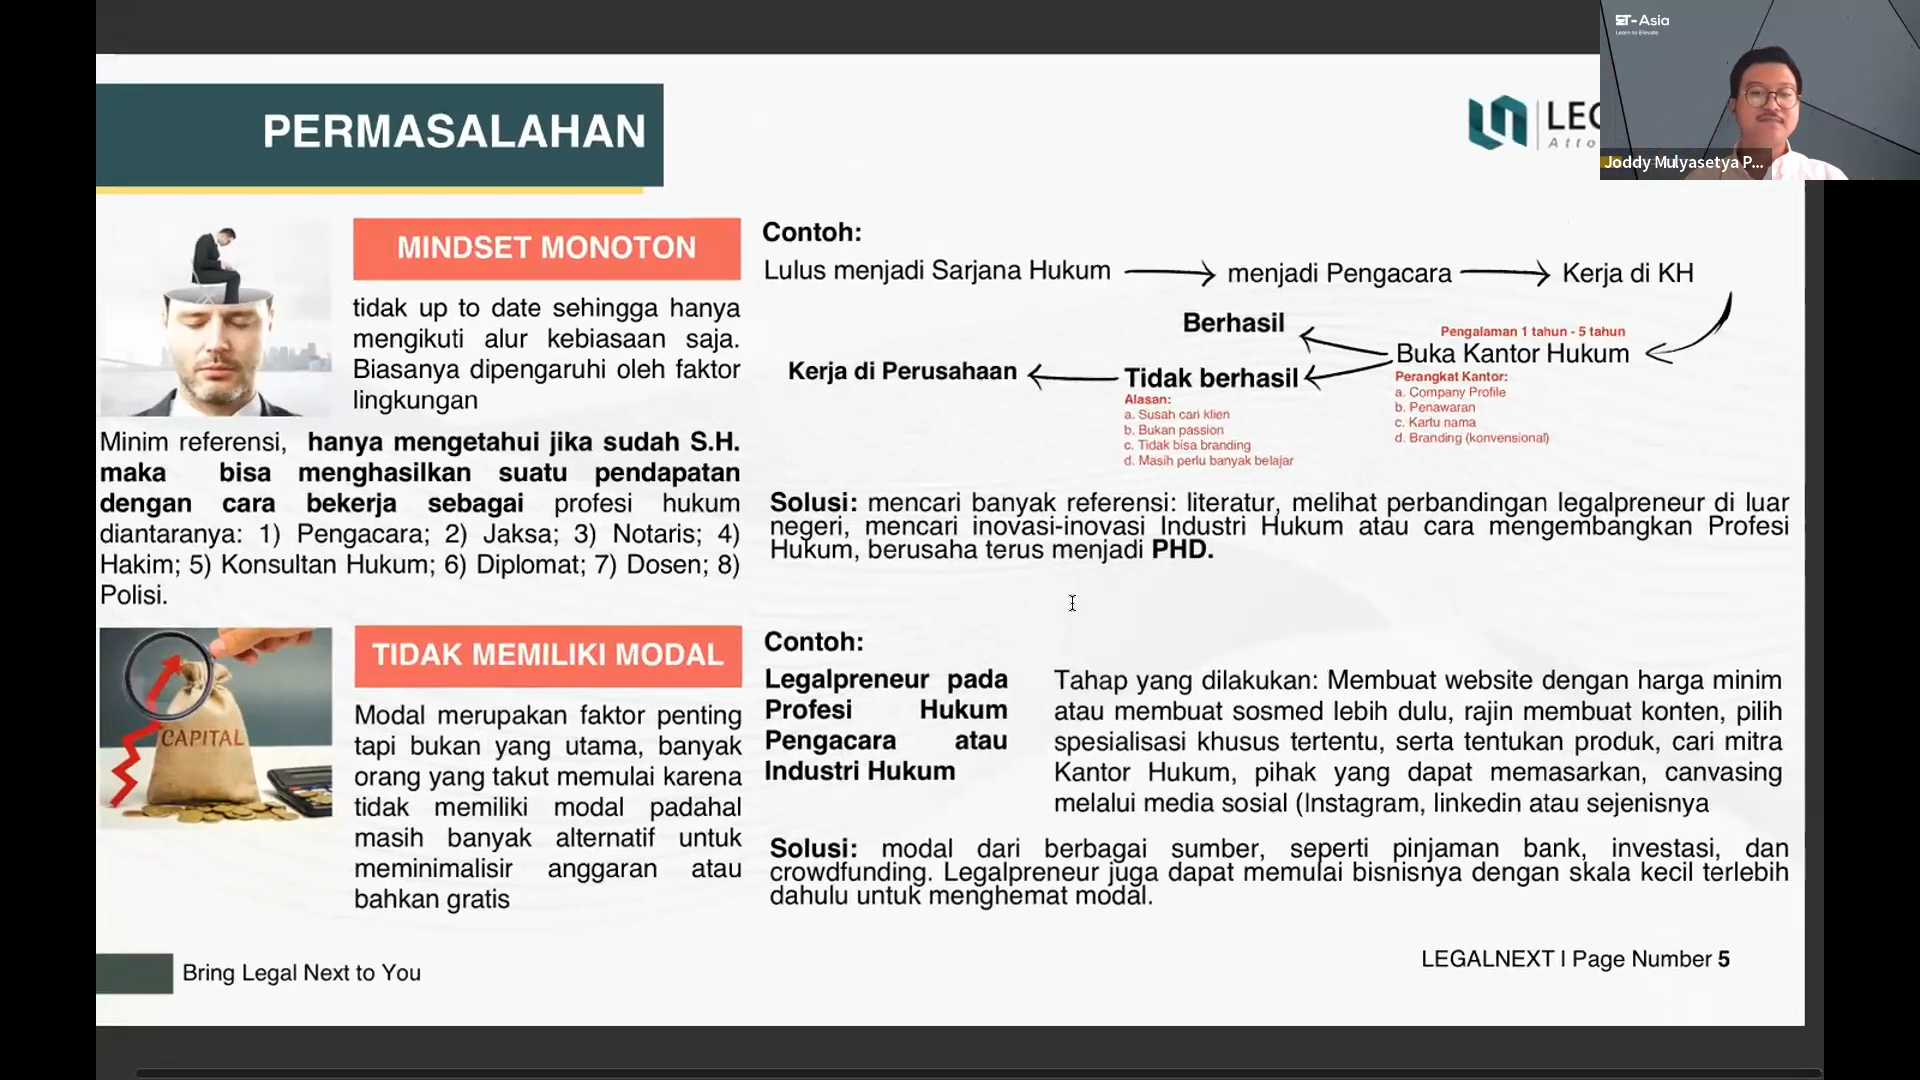 ST-Asia
Learn to Elevate
Joddy Mulyasetya P...
PERMASALAHAN
LEG
Atto
MINDSET MONOTON
tidak up to date sehingga hanya
mengikuti alur kebiasaan saja.
Biasanya dipengaruhi oleh faktor
lingkungan
Minim referensi, hanya mengetahui jika sudah S.H.
maka bisa menghasilkan suatu pendapatan
dengan cara bekerja sebagai profesi hukum
diantaranya: 1) Pengacara; 2) Jaksa; 3) Notaris; 4)
Hakim; 5) Konsultan Hukum; 6) Diplomat; 7) Dosen; 8)
Polisi.
Contoh:
Lulus menjadi Sarjana Hukum menjadi Pengacara Kerja di KH
Pengalaman 1 tahun - 5 tahun
Buka Kantor Hukum
Perangkat Kantor:
a. Company Profile
b. Penawaran
c. Kartu nama
d. Branding (konvensional)
Berhasil
Tidak berhasil
Alasan:
a. Susah cari klien
b. Bukan passion
c. Tidak bisa branding
d. Masih perlu banyak belajar
Kerja di Perusahaan
Solusi: mencari banyak referensi: literatur, melihat perbandingan legalpreneur di luar
negeri, mencari inovasi-inovasi Industri Hukum atau cara mengembangkan Profesi
Hukum, berusaha terus menjadi PHD.
CAPITAL
TIDAK MEMILIKI MODAL
Modal merupakan faktor penting
tapi bukan yang utama, banyak
orang yang takut memulai karena
tidak memiliki modal padahal
masih banyak alternatif untuk
meminimalisir anggaran atau
bahkan gratis
Contoh:
Legalpreneur pada
Profesi Hukum
Pengacara atau
Industri Hukum
Tahap yang dilakukan: Membuat website dengan harga minim
atau membuat sosmed lebih dulu, rajin membuat konten, pilih
spesialisasi khusus tertentu, serta tentukan produk, cari mitra
Kantor Hukum, pihak yang dapat memasarkan, canvasing
melalui media sosial (Instagram, linkedin atau sejenisnya
Solusi: modal dari berbagai sumber, seperti pinjaman bank, investasi, dan
crowdfunding. Legalpreneur juga dapat memulai bisnisnya dengan skala kecil terlebih
dahulu untuk menghemat modal.
Bring Legal Next to You
LEGALNEXT I Page Number 5